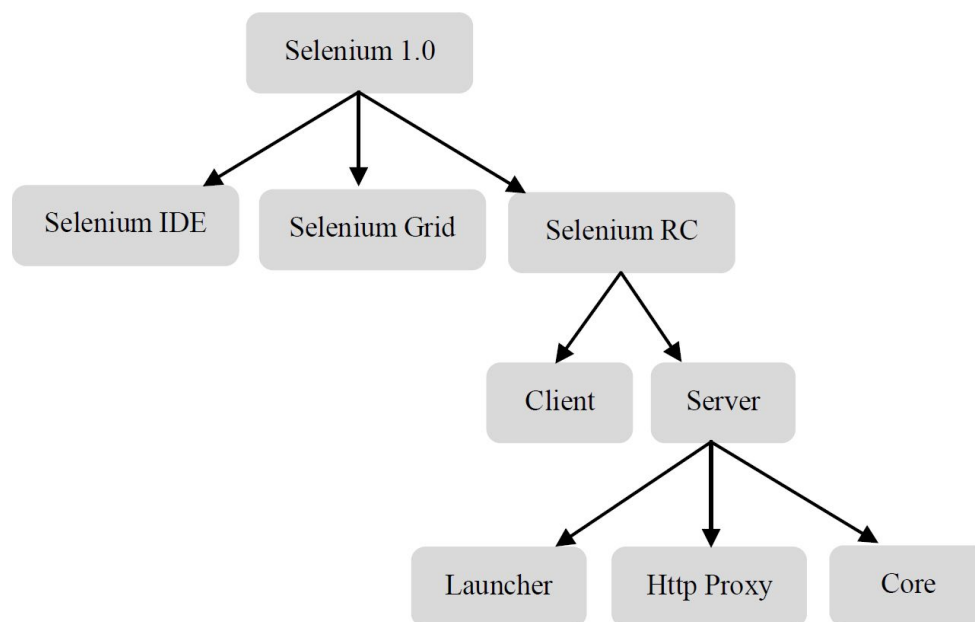 Selenium 1.0
Selenium IDE
Selenium Grid
Selenium RC
Client
Server
Launcher
Http Proxy
Core